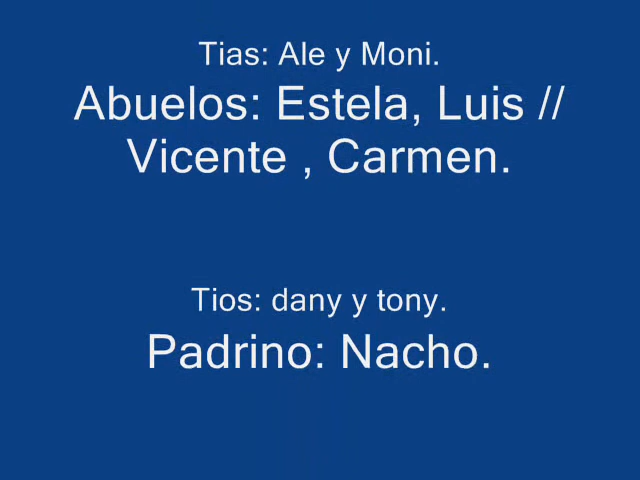 Tias: Ale y Moni.
Abuelos: Estela, Luis //
Vicente , Carmen.
Tios: dany y tony.
Padrino: Nacho.